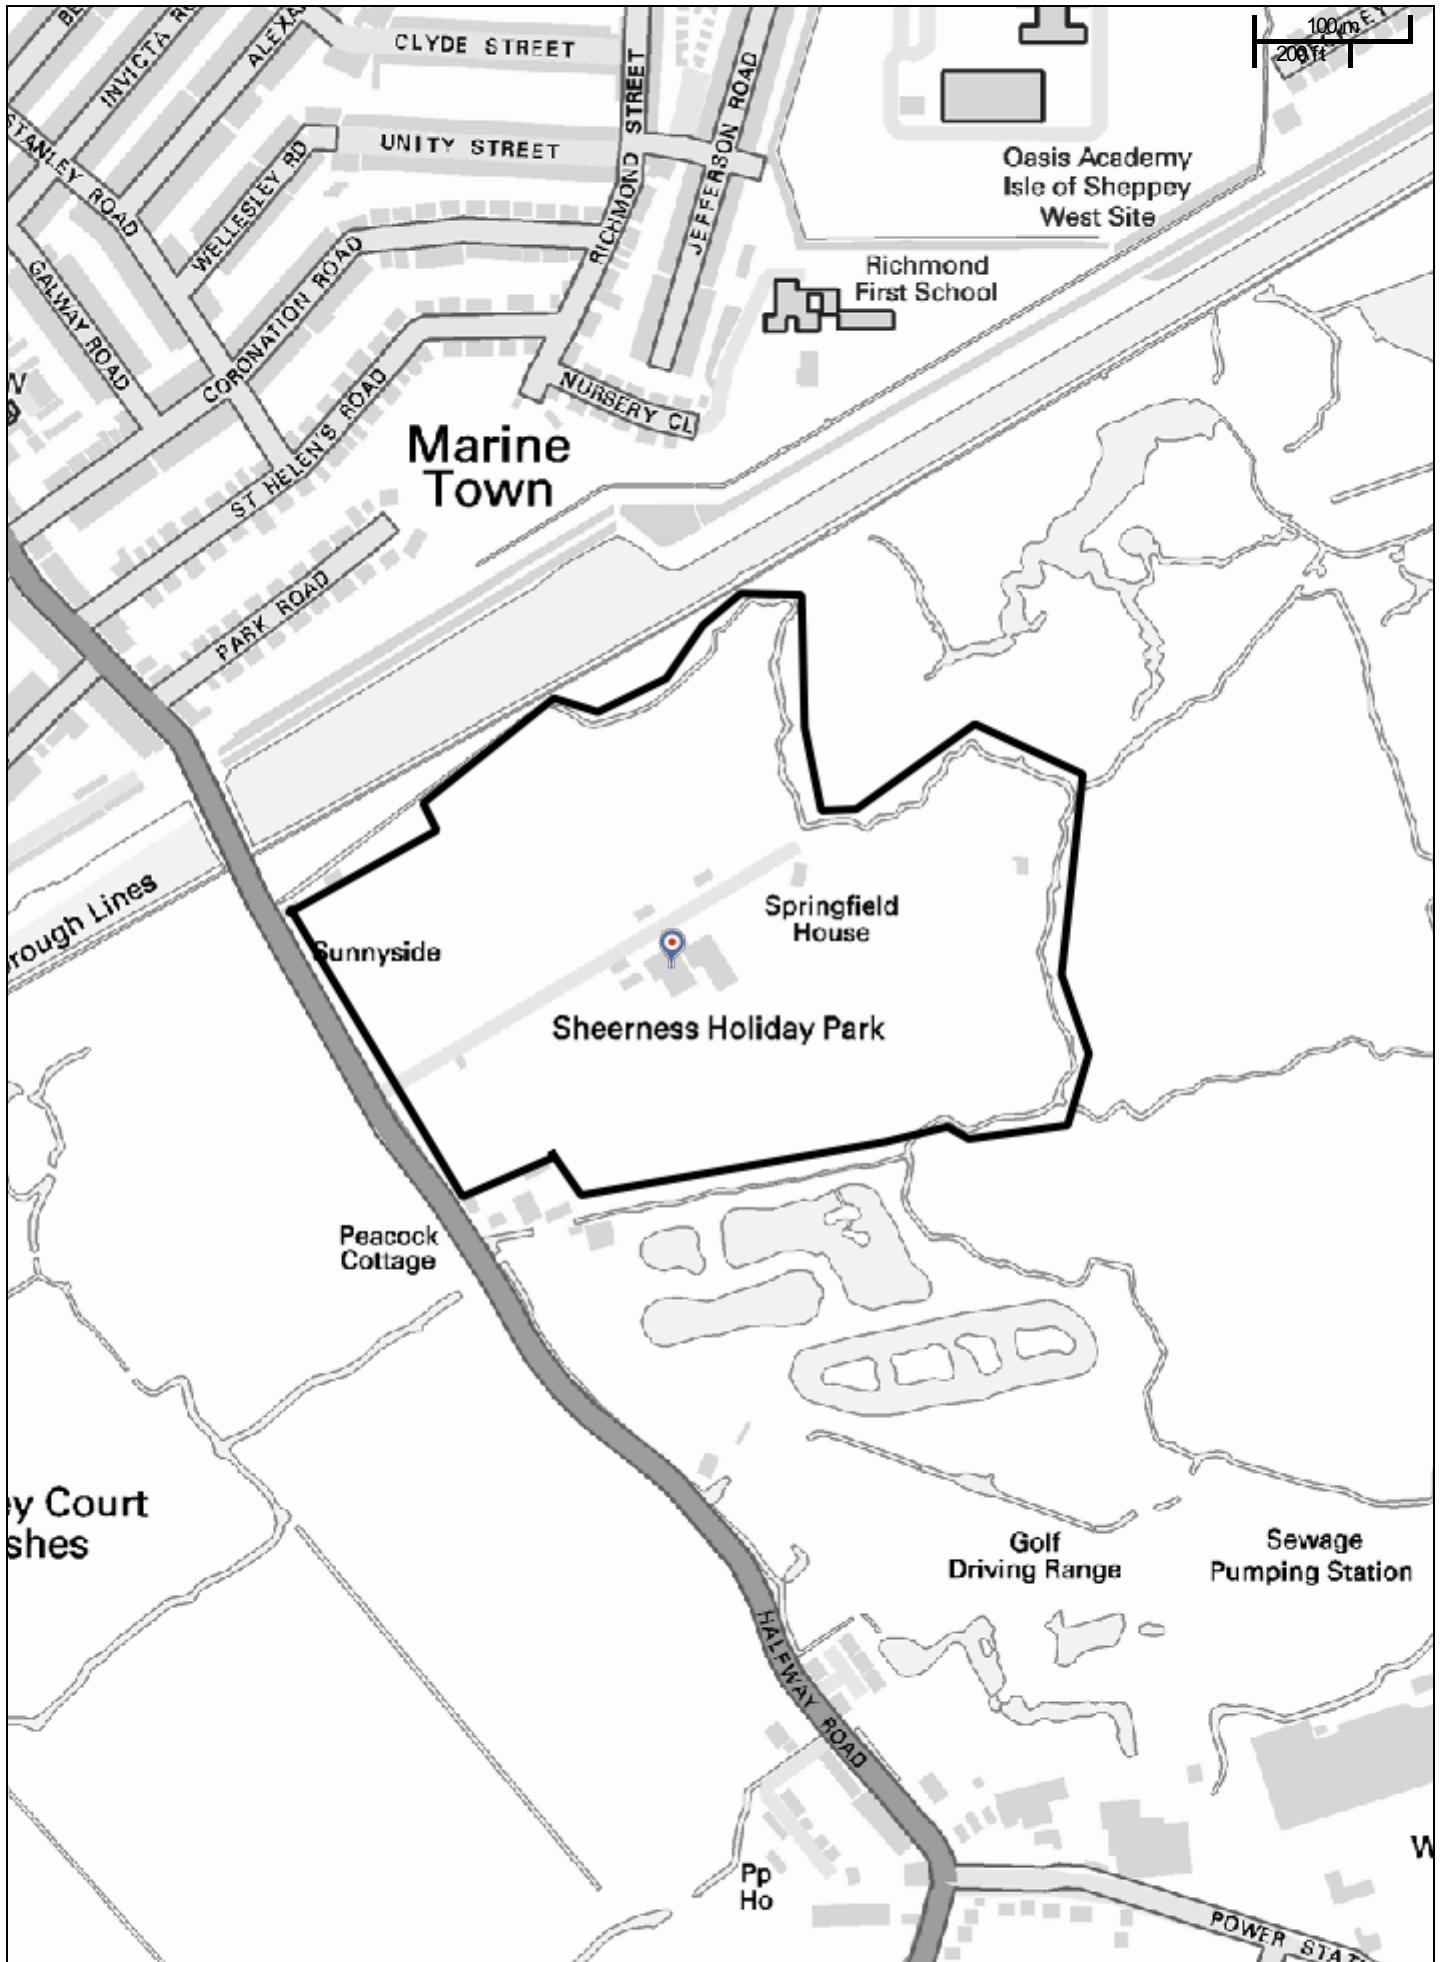 INVICTA
CLYDE STREET
100 m
200 ft
UNITY STREET
RICHMOND STREET
JEFFERSON ROAD
STANLEY ROAD
WELLESLEY RD
Oasis Academy
Isle of Sheppey
West Site
GALWAY ROAD
CORONATION ROAD
Richmond
First School
ST HELEN'S ROAD
NURSERY CL
Marine
Town
PARK ROAD
rough Lines
Sunnyside
Springfield
House
Sheerness Holiday Park
Peacock
Cottage
ey Court
shes
Golf
Driving Range
Sewage
Pumping Station
HALFWAY ROAD
Pp
Ho
W
POWER STAT